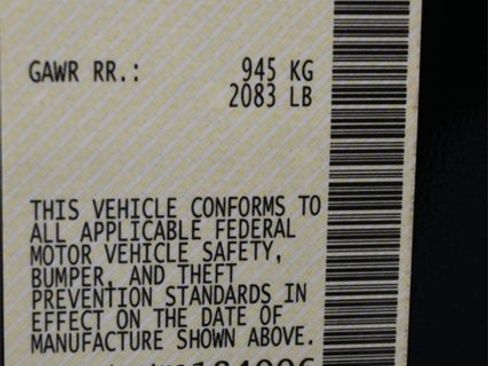 GAWR RR.: 945 KG
2083 LB
THIS VEHICLE CONFORMS TO
ALL APPLICABLE FEDERAL
MOTOR VEHICLE SAFETY,
BUMPER, AND THEFT
PREVENTION STANDARDS IN
EFFECT ON THE DATE OF
MANUFACTURE SHOWN ABOVE.